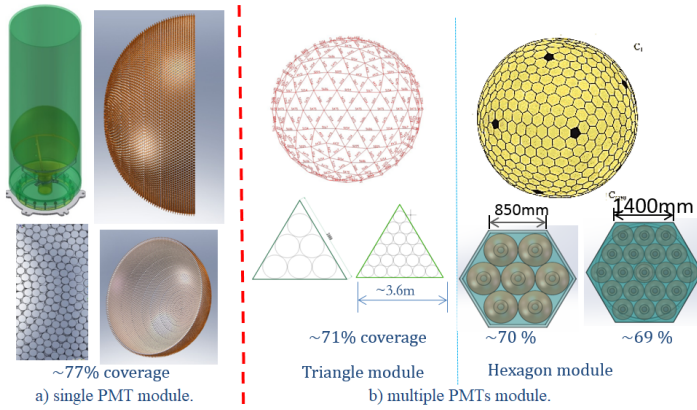 850mm
1400mm
~3.6m
~77% coverage
a) single PMT module.
~71% coverage
~70 %
~69 %
Triangle module
Hexagon module
b) multiple PMTs module.